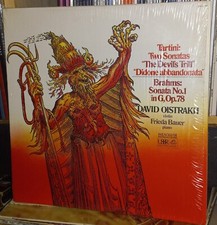 Tartini:
Two Sonatas
"The Devil's Trill"
"Didone abbandonata"
Brahms:
Sonata No.1
in G, Op.78
DAVID OISTRAKH
violin
Frieda Bauer
piano